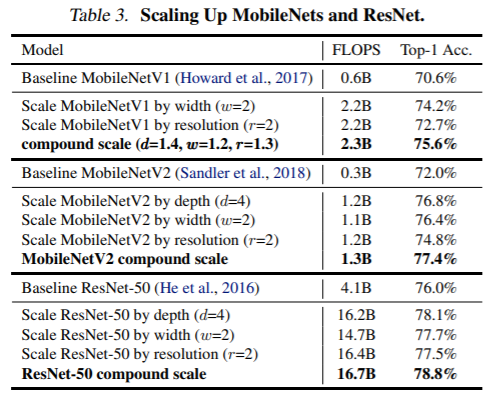 Table 3. Scaling Up MobileNets and ResNet.
Model FLOPS Top-1 Acc.
Baseline MobileNetV1 (Howard et al., 2017) 0.6B 70.6%
Scale MobileNetV1 by width (w=2) 2.2B 74.2%
Scale MobileNetV1 by resolution (r=2) 2.2B 72.7%
compound scale (d=1.4, w=1.2, r=1.3) 2.3B 75.6%
Baseline MobileNetV2 (Sandler et al., 2018) 0.3B 72.0%
Scale MobileNetV2 by depth (d=4) 1.2B 76.8%
Scale MobileNetV2 by width (w=2) 1.1B 76.4%
Scale MobileNetV2 by resolution (r=2) 1.2B 74.8%
MobileNetV2 compound scale 1.3B 77.4%
Baseline ResNet-50 (He et al., 2016) 4.1B 76.0%
Scale ResNet-50 by depth (d=4) 16.2B 78.1%
Scale ResNet-50 by width (w=2) 14.7B 77.7%
Scale ResNet-50 by resolution (r=2) 16.4B 77.5%
ResNet-50 compound scale 16.7B 78.8%